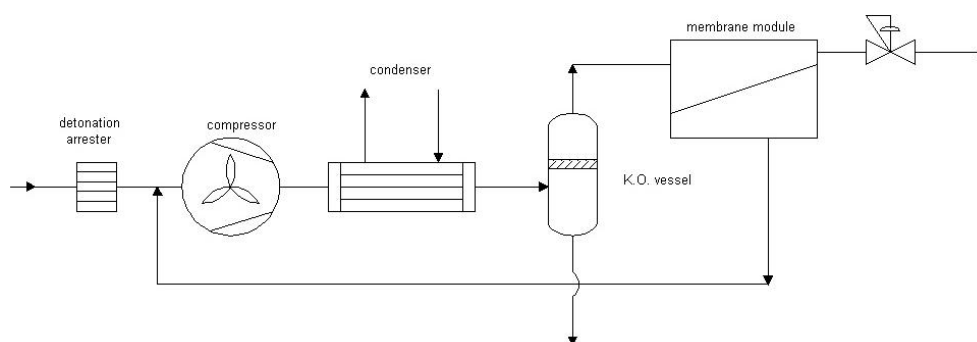 membrane module
condenser
detonation
arrester
compressor
K.O. vessel